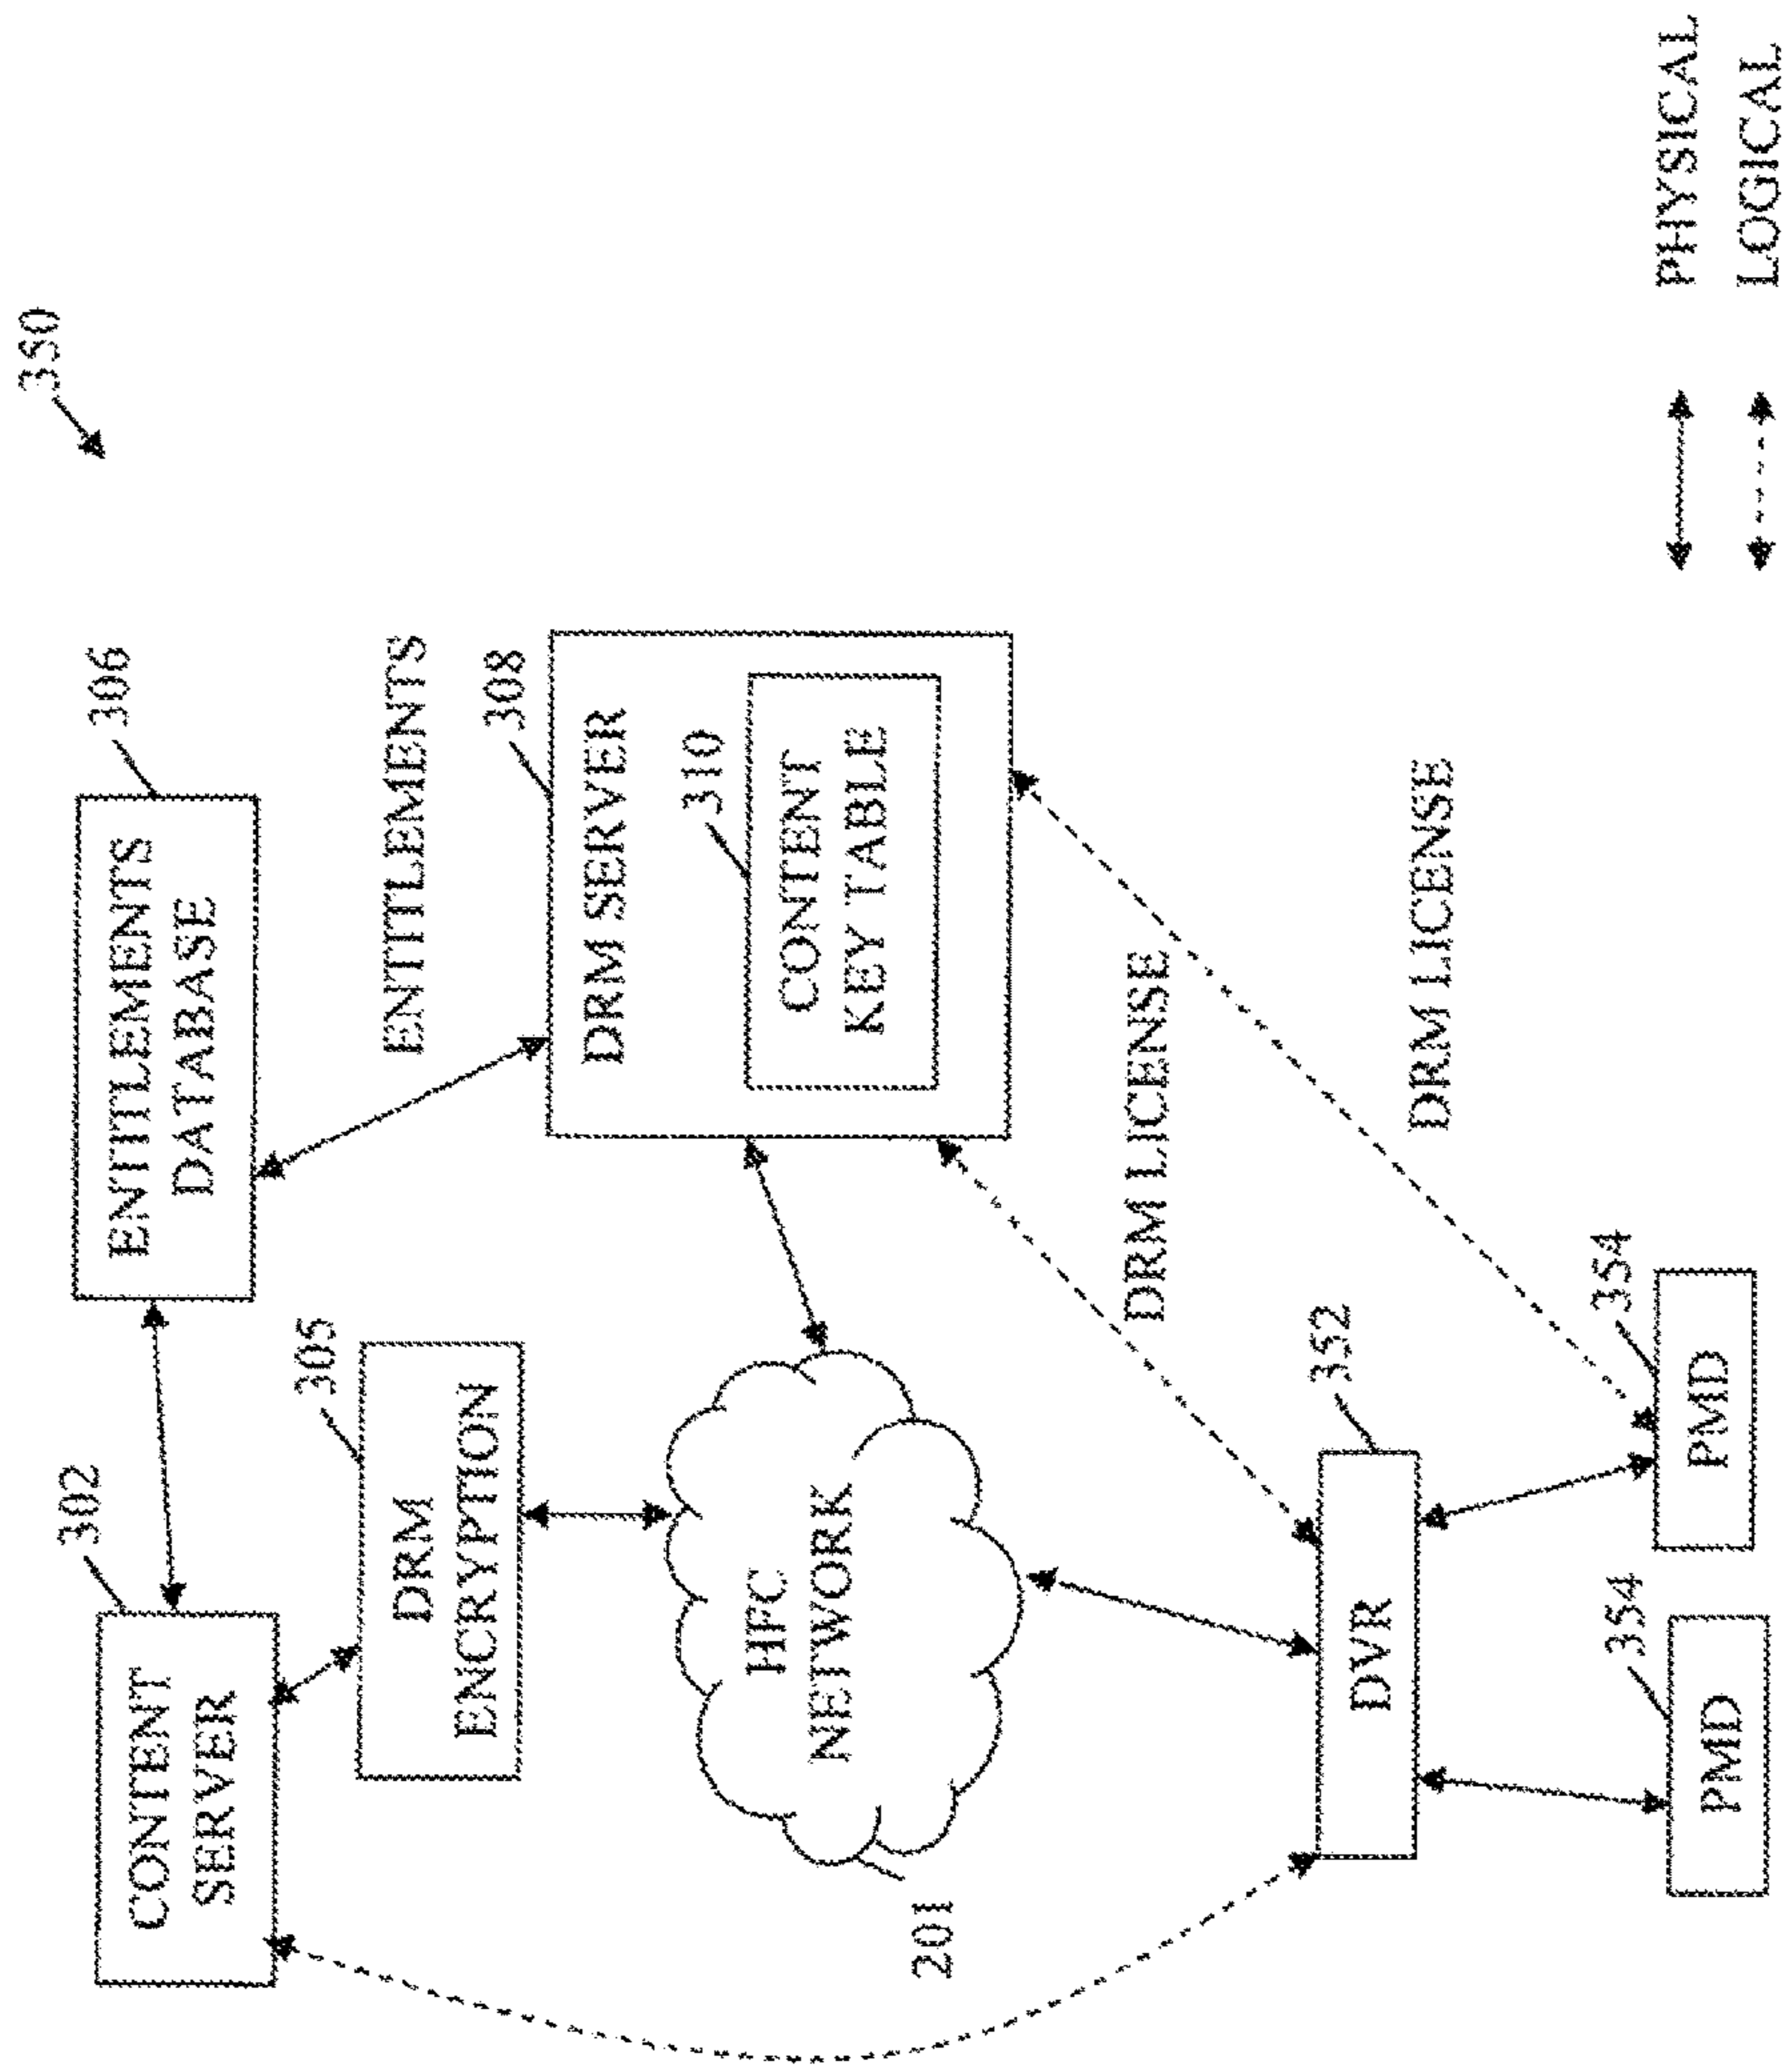 350
302
CONTENT
SERVER
306
ENTITLEMENTS
DATABASE
305
DRM
ENCRYPTION
ENTITLEMENTS
308
DRM SERVER
310
CONTENT
KEY TABLE
HFC
NETWORK
201
DRM LICENSE
DRM LICENSE
352
DVR
354
PMD
354
PMD
PHYSICAL
LOGICAL